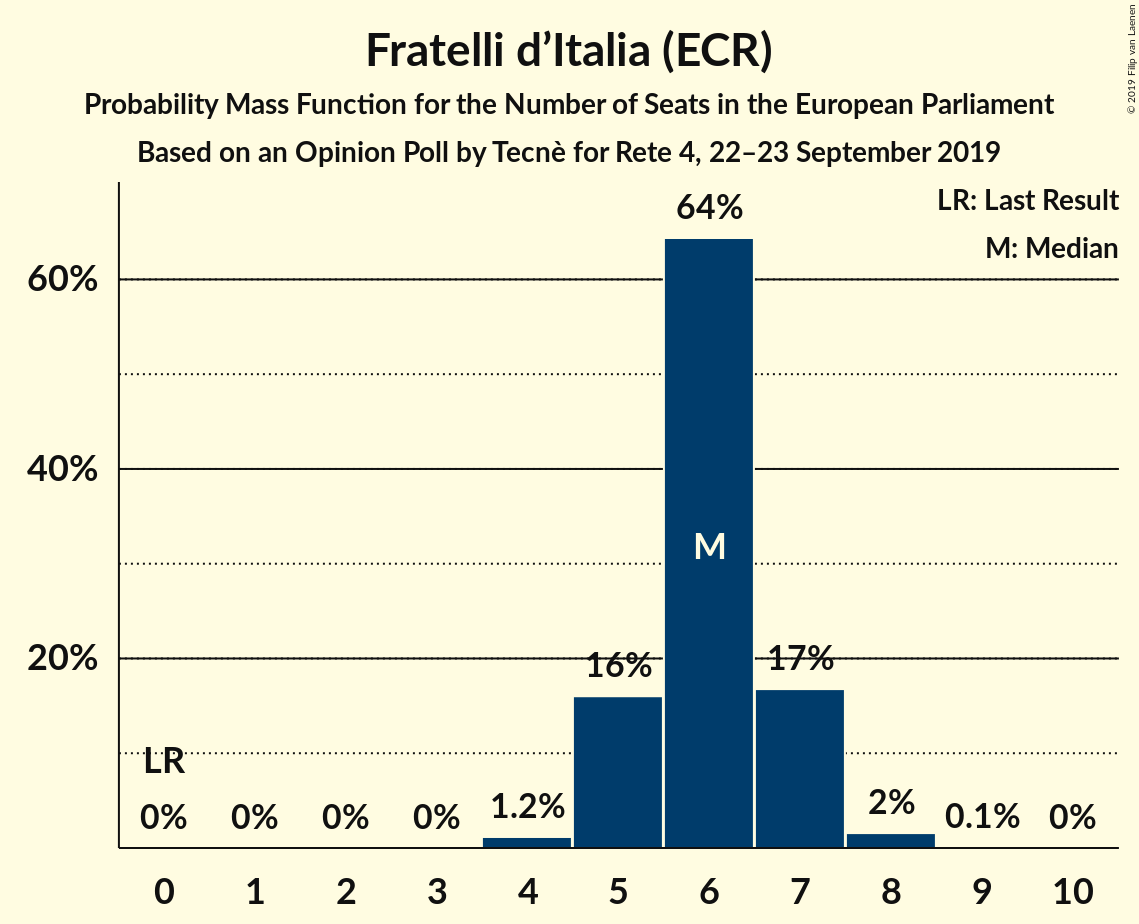 Fratelli d’Italia (ECR)
Probability Mass Function for the Number of Seats in the European Parliament
Based on an Opinion Poll by Tecnè for Rete 4, 22–23 September 2019
© 2019 Filip van Laenen
LR: Last Result
M: Median
64%
60%
40%
M
20%
16%
17%
LR
0%
0%
0%
0%
1.2%
2%
0.1%
0%
0 1 2 3 4 5 6 7 8 9 10